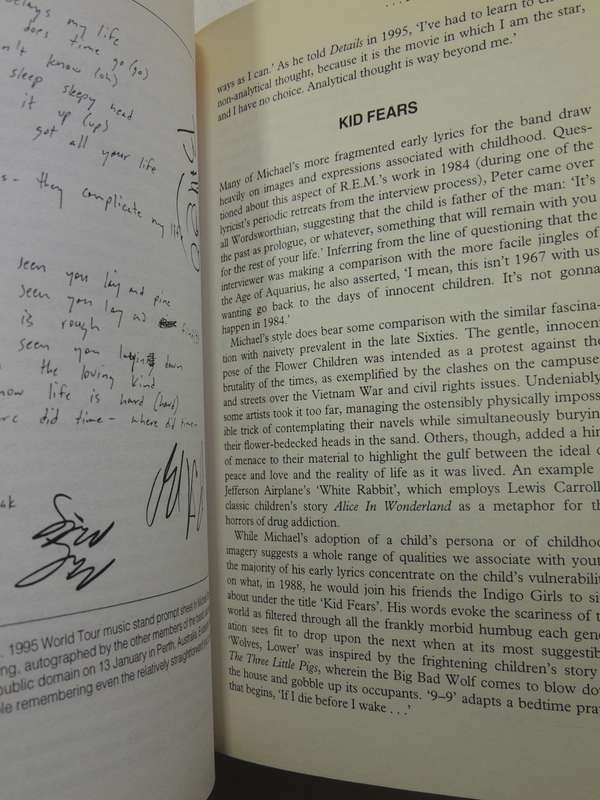 elays my life
does time go (go)
n't know (oh)
sleep sleepy head
it up (up)
got all your life
s - they complicate my life
seen you lay and pine
seen you lay
is rough
seen you down
the loving kind
now life is hard (hard)
did time - where did time -
1995 World Tour music stand prompt sheet
ng, autographed by the other members of the band
public domain on 13 January in Perth, Australia.
le remembering even the relatively straightforward
ways as I can.' As he told Details in 1995, 'I've had to learn to
non-analytical thought, because it is the movie in which I am the star,
and I have no choice. Analytical thought is way beyond me.'
KID FEARS
Many of Michael's more fragmented early lyrics for the band draw
heavily on images and expressions associated with childhood. Ques-
tioned about this aspect of R.E.M.'s work in 1984 (during one of the
lyricist's periodic retreats from the interview process), Peter came over
all Wordsworthian, suggesting that the child is father of the man: 'It's
the past as prologue, or whatever, something that will remain with you
for the rest of your life.' Inferring from the line of questioning that the
interviewer was making a comparison with the more facile jingles of
the Age of Aquarius, he also asserted, 'I mean, this isn't 1967 with us
wanting go back to the days of innocent children. It's not gonna
happen in 1984.'
Michael's style does bear some comparison with the similar fascina-
tion with naivety prevalent in the late Sixties. The gentle, innocent
pose of the Flower Children was intended as a protest against the
brutality of the times, as exemplified by the clashes on the campuse
and streets over the Vietnam War and civil rights issues. Undeniably
some artists took it too far, managing the ostensibly physically imposs
ible trick of contemplating their navels while simultaneously buryin
their flower-bedecked heads in the sand. Others, though, added a hin
of menace to their material to highlight the gulf between the ideal o
peace and love and the reality of life as it was lived. An example
Jefferson Airplane's 'White Rabbit', which employs Lewis Carroll
classic children's story Alice In Wonderland as a metaphor for th
horrors of drug addiction.
While Michael's adoption of a child's persona or of childhoo
imagery suggests a whole range of qualities we associate with yout
the majority of his early lyrics concentrate on the child's vulnerabilit
on what, in 1988, he would join his friends the Indigo Girls to si
about under the title 'Kid Fears'. His words evoke the scariness of t
world as filtered through all the frankly morbid humbug each gene
ation sees fit to drop upon the next when at its most suggestib
'Wolves, Lower' was inspired by the frightening children's story
The Three Little Pigs, wherein the Big Bad Wolf comes to blow dow
the house and gobble up its occupants. '9–9' adapts a bedtime pray
that begins, 'If I die before I wake . . .'